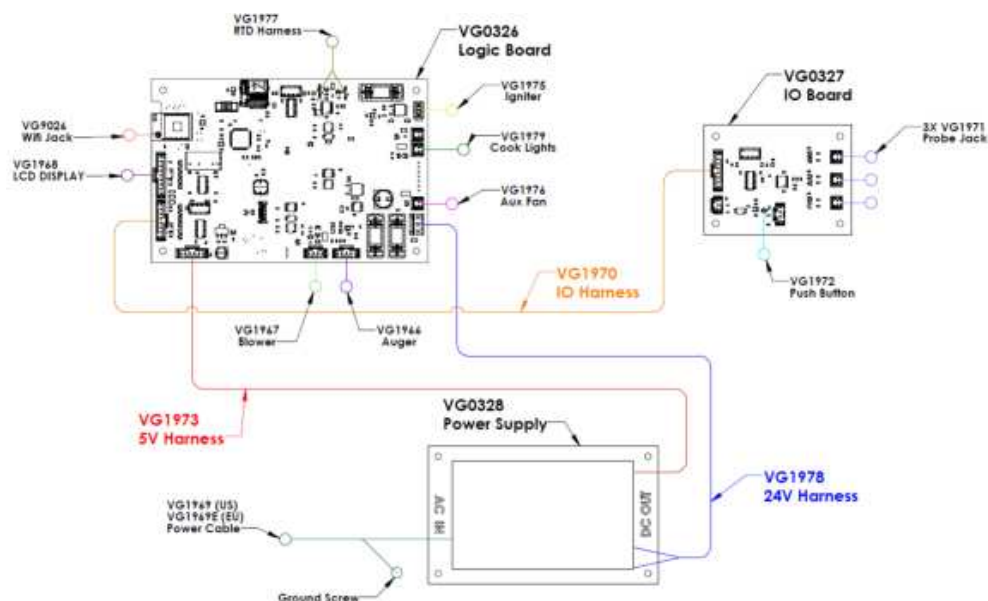 VG1977
RTD Harness
VG0326
Logic Board
VG1975
Igniter
VG0327
IO Board
VG9026
Wifi Jack
VG1979
Cook Lights
3X VG1971
Probe Jack
VG1968
LCD DISPLAY
VG1976
Aux Fan
VG1970
IO Harness
VG1972
Push Button
VG1967
Blower
VG1966
Auger
VG1973
5V Harness
VG0328
Power Supply
VG1978
24V Harness
VG1969 (US)
VG1969E (EU)
Power Cable
AC IN
DC OUT
Ground Screw